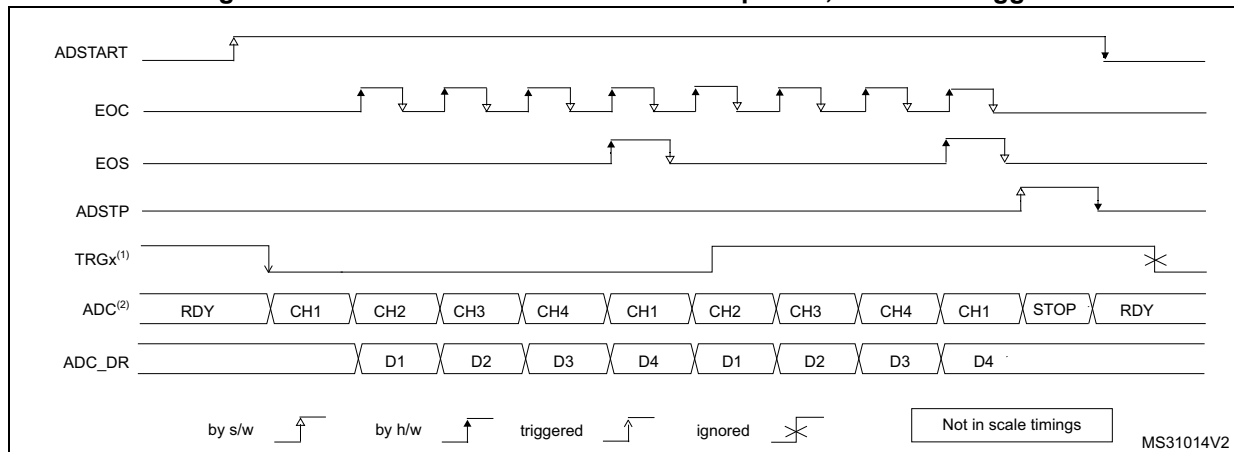 ADSTART
EOC
EOS
ADSTP
TRGx(1)
ADC(2) RDY CH1 CH2 CH3 CH4 CH1 CH2 CH3 CH4 CH1 STOP RDY
ADC_DR D1 D2 D3 D4 D1 D2 D3 D4
by s/w by h/w triggered ignored Not in scale timings
MS31014V2